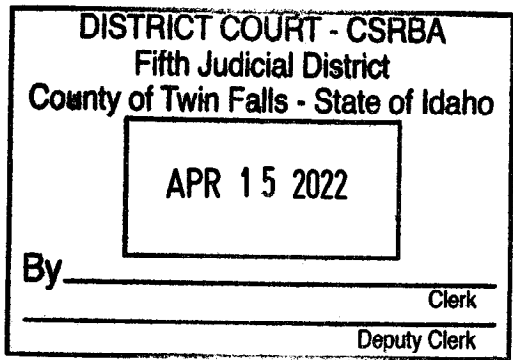 DISTRICT COURT - CSRBA
Fifth Judicial District
County of Twin Falls - State of Idaho
APR 15 2022
By
Clerk
Deputy Clerk